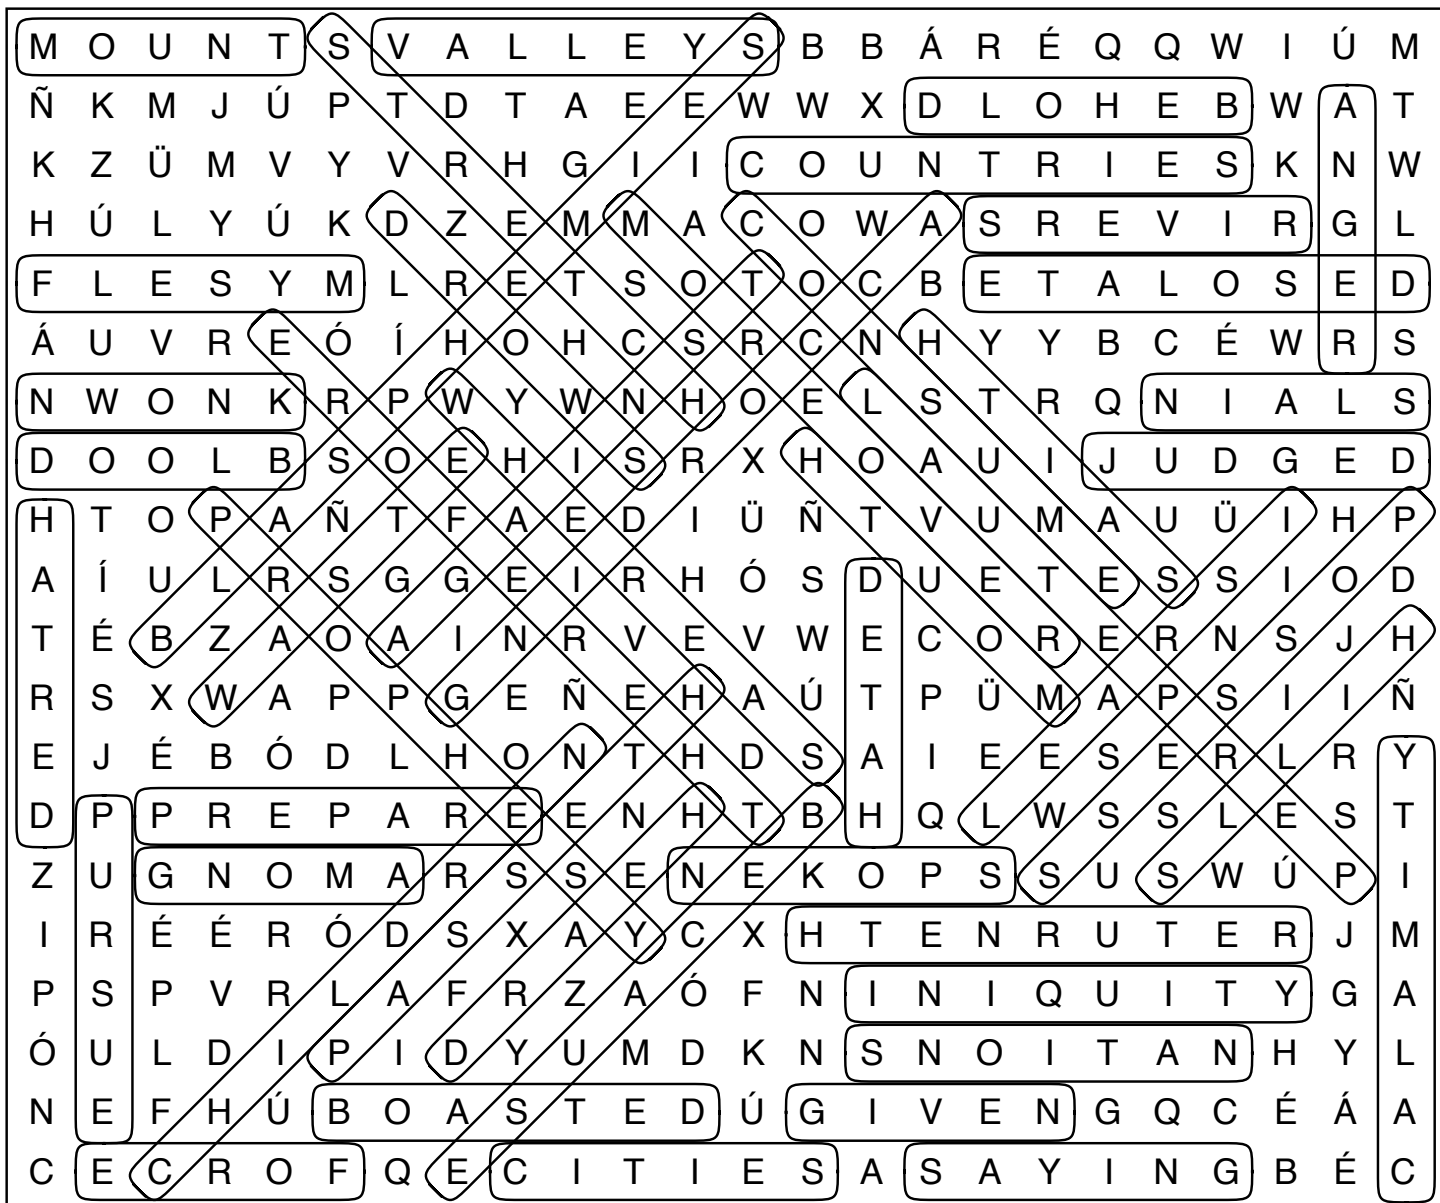 M O U N T S V A L L E Y S B B Á R É Q Q W I Ú M
Ñ K M J Ú P T D T A E E W W X D L O H E B W A T
K Z Ü M V Y V R H G I I C O U N T R I E S K N W
H Ú L Y Ú K D Z E M M A C O W A S R E V I R G L
F L E S Y M L R E T S O T O C B E T A L O S E D
Á U V R E Ó Í H O H C S R C N H Y Y B C É W R S
N W O N K R P W Y W N H O E L S T R Q N I A L S
D O O L B S O E H I S R X H O A U I J U D G E D
H T O P A Ñ T F A E D I Ü Ñ T V U M A U Ü I H P
A Í U L R S G G E I R H Ó S D U E T E S S I O D
T É B Z A O A I N R V E V W E C O R E R N S J H
R S X W A P P G E Ñ E H A Ú T P Ü M A P S I I Ñ
E J É B Ó D L H O N T H D S A I E E S E R L R Y
D P P R E P A R E E N H T B H Q L W S S L E S T
Z U G N O M A R S S E N E K O P S S U S W Ú P I
I R É É R Ó D S X A Y C X H T E N R U T E R J M
P S P V R L A F R Z A Ó F N I N I Q U I T Y G A
Ó U L D I P I D Y U M D K N S N O I T A N H Y L
N E F H Ú B O A S T E D Ú G I V E N G Q C É Á A
C E C R O F Q E C I T I E S A S A Y I N G B É C